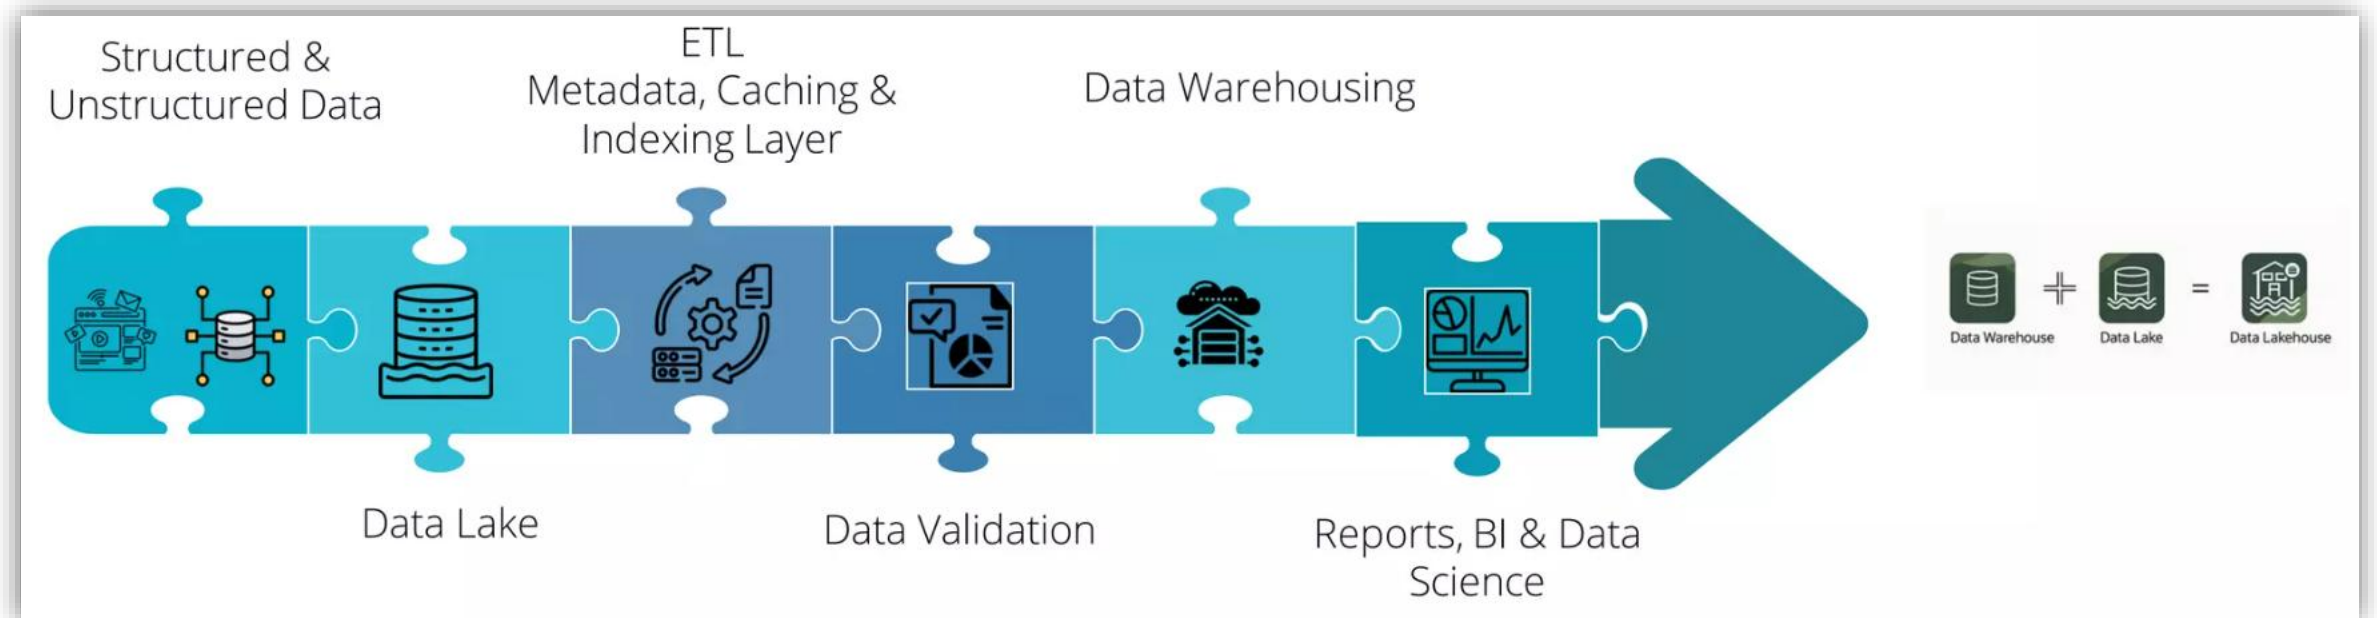 Structured &
Unstructured Data
ETL
Metadata, Caching &
Indexing Layer
Data Warehousing
Data Lake
Data Validation
Reports, BI & Data
Science
Data Warehouse
+
Data Lake
=
Data Lakehouse